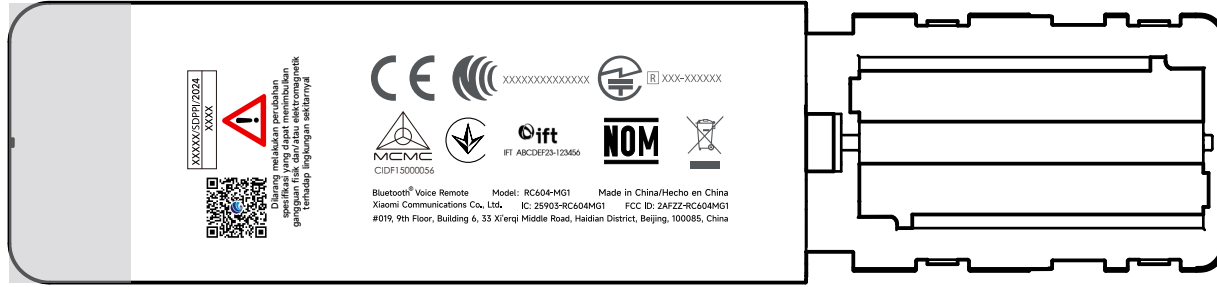 XXXXX/SDPPI/2024
XXXX
Dilarang melakukan perubahan
spesifikasi yang dapat menimbulkan
gangguan fisik dan/atau elektromagnetik
terhadap lingkungan sekitarnya!
CE
XXXXXXXXXXXXXX
R XXX-XXXXXX
MCMC
CIDF15000056
ift
IFT ABCDEF23-123456
NOM
Bluetooth® Voice Remote Model: RC604-MG1 Made in China/Hecho en China
Xiaomi Communications Co., Ltd. IC: 25903-RC604MG1 FCC ID: 2AFZZ-RC604MG1
#019, 9th Floor, Building 6, 33 Xi'erqi Middle Road, Haidian District, Beijing, 100085, China